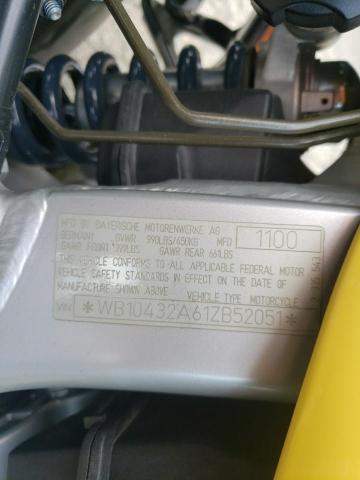 MFD BY BAYERISCHE MOTORENWERKE AG
GERMANY GVWR 990LBS/450KG MFD 1100
GAWR FRONT 399LBS GAWR REAR 661LBS
THIS VEHICLE CONFORMS TO ALL APPLICABLE FEDERAL MOTOR
VEHICLE SAFETY STANDARDS IN EFFECT ON THE DATE OF
MANUFACTURE SHOWN ABOVE VEHICLE TYPE: MOTORCYCLE
VIN *WB10432A61ZB52051*